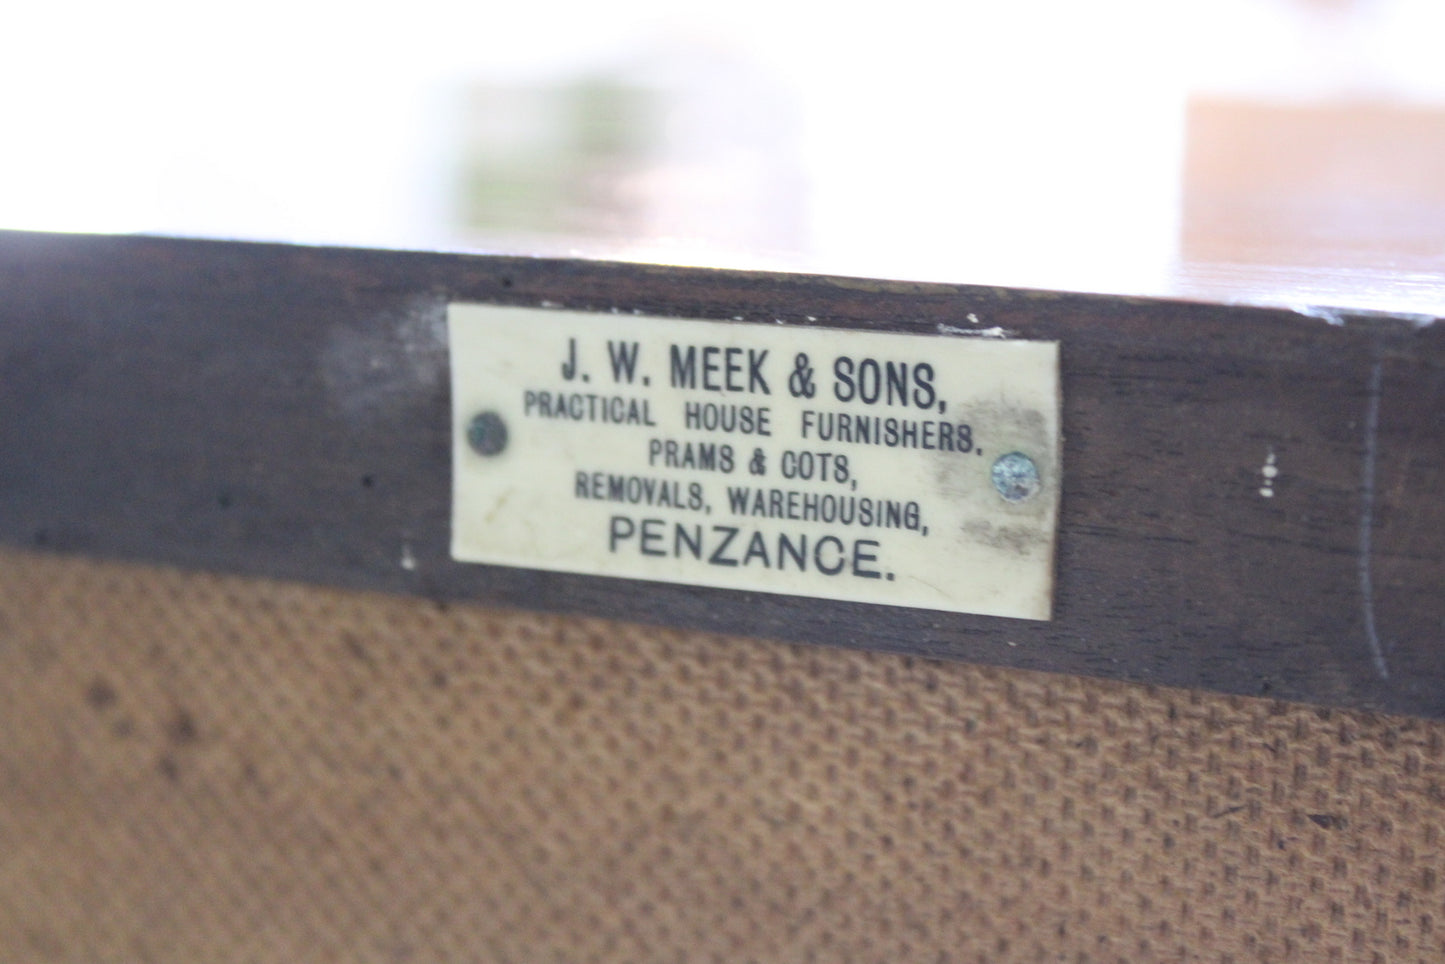 J. W. MEEK & SONS,
PRACTICAL HOUSE FURNISHERS.
PRAMS & COTS,
REMOVALS, WAREHOUSING,
PENZANCE.